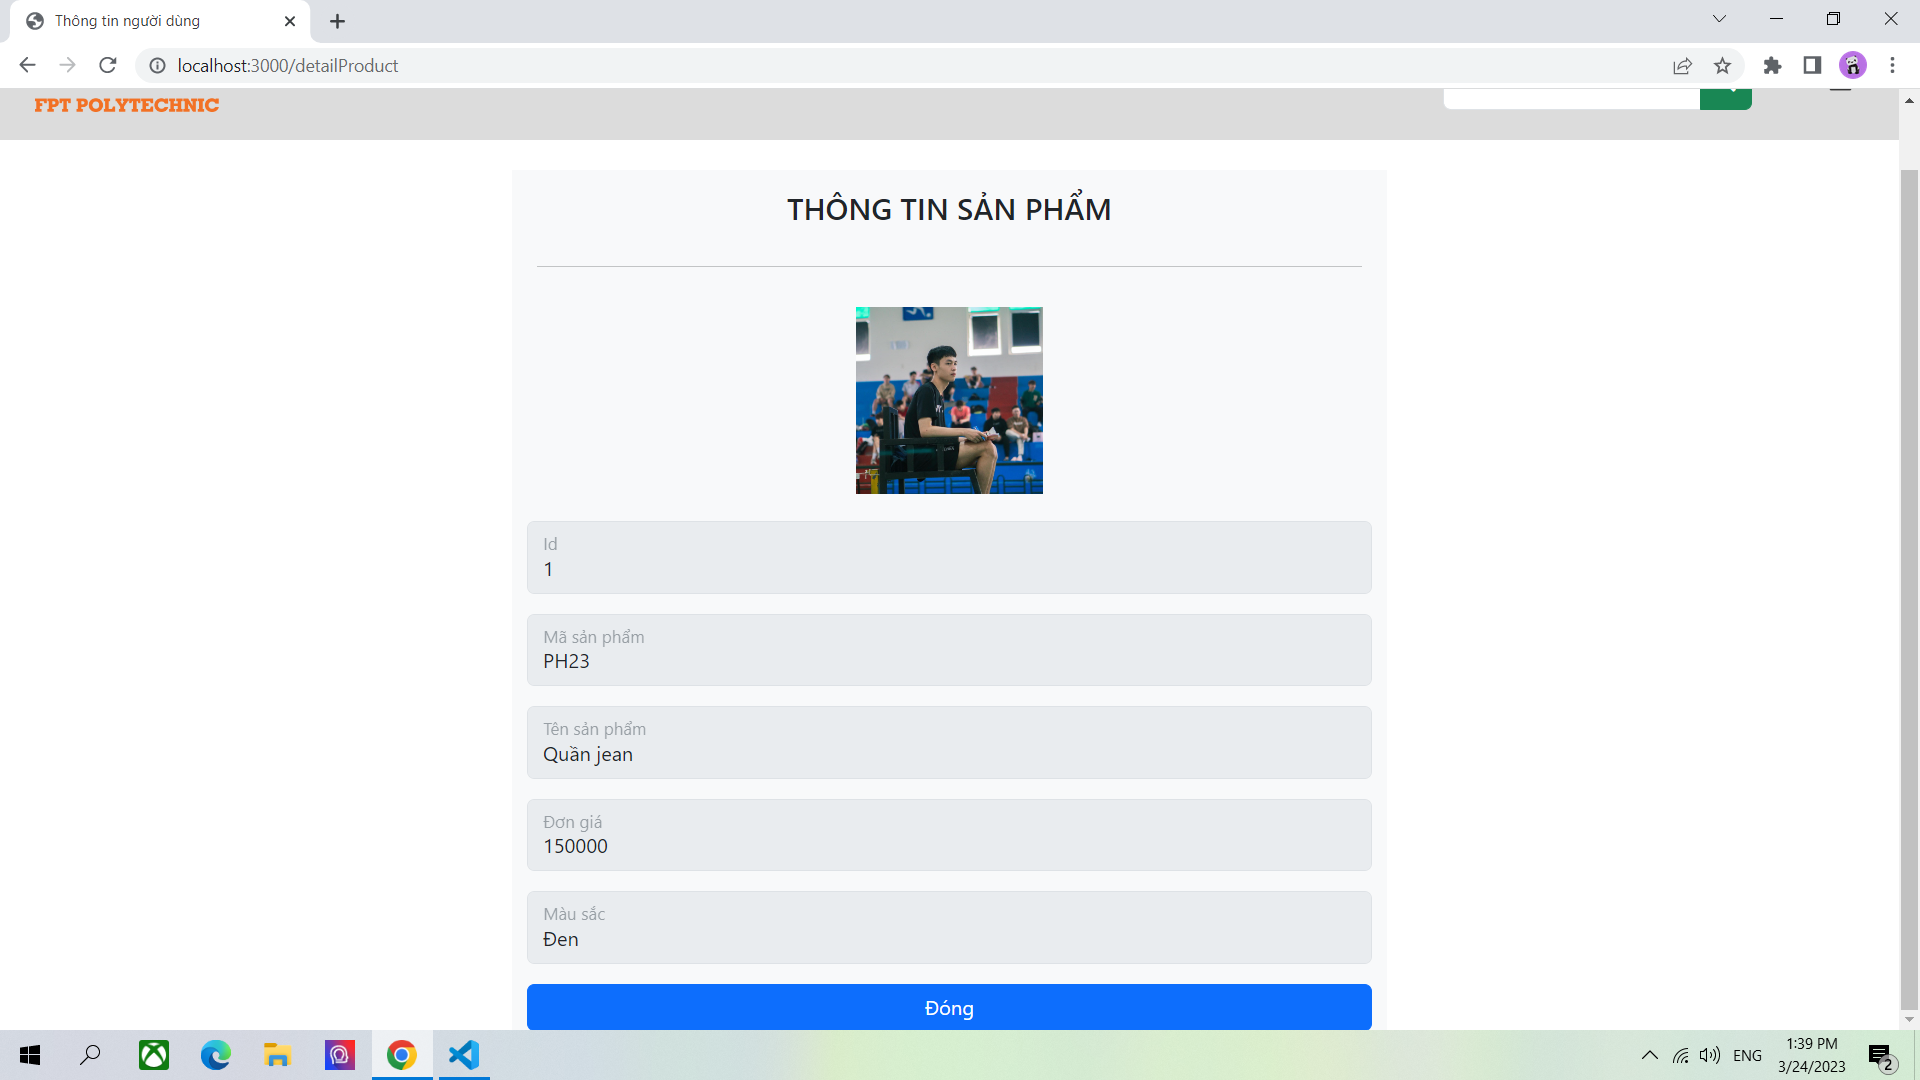 Thông tin người dùng
localhost:3000/detailProduct
FPT POLYTECHNIC
THÔNG TIN SẢN PHẨM
Id
1
Mã sản phẩm
PH23
Tên sản phẩm
Quần jean
Đơn giá
150000
Màu sắc
Đen
Đóng
ENG
1:39 PM
3/24/2023
2